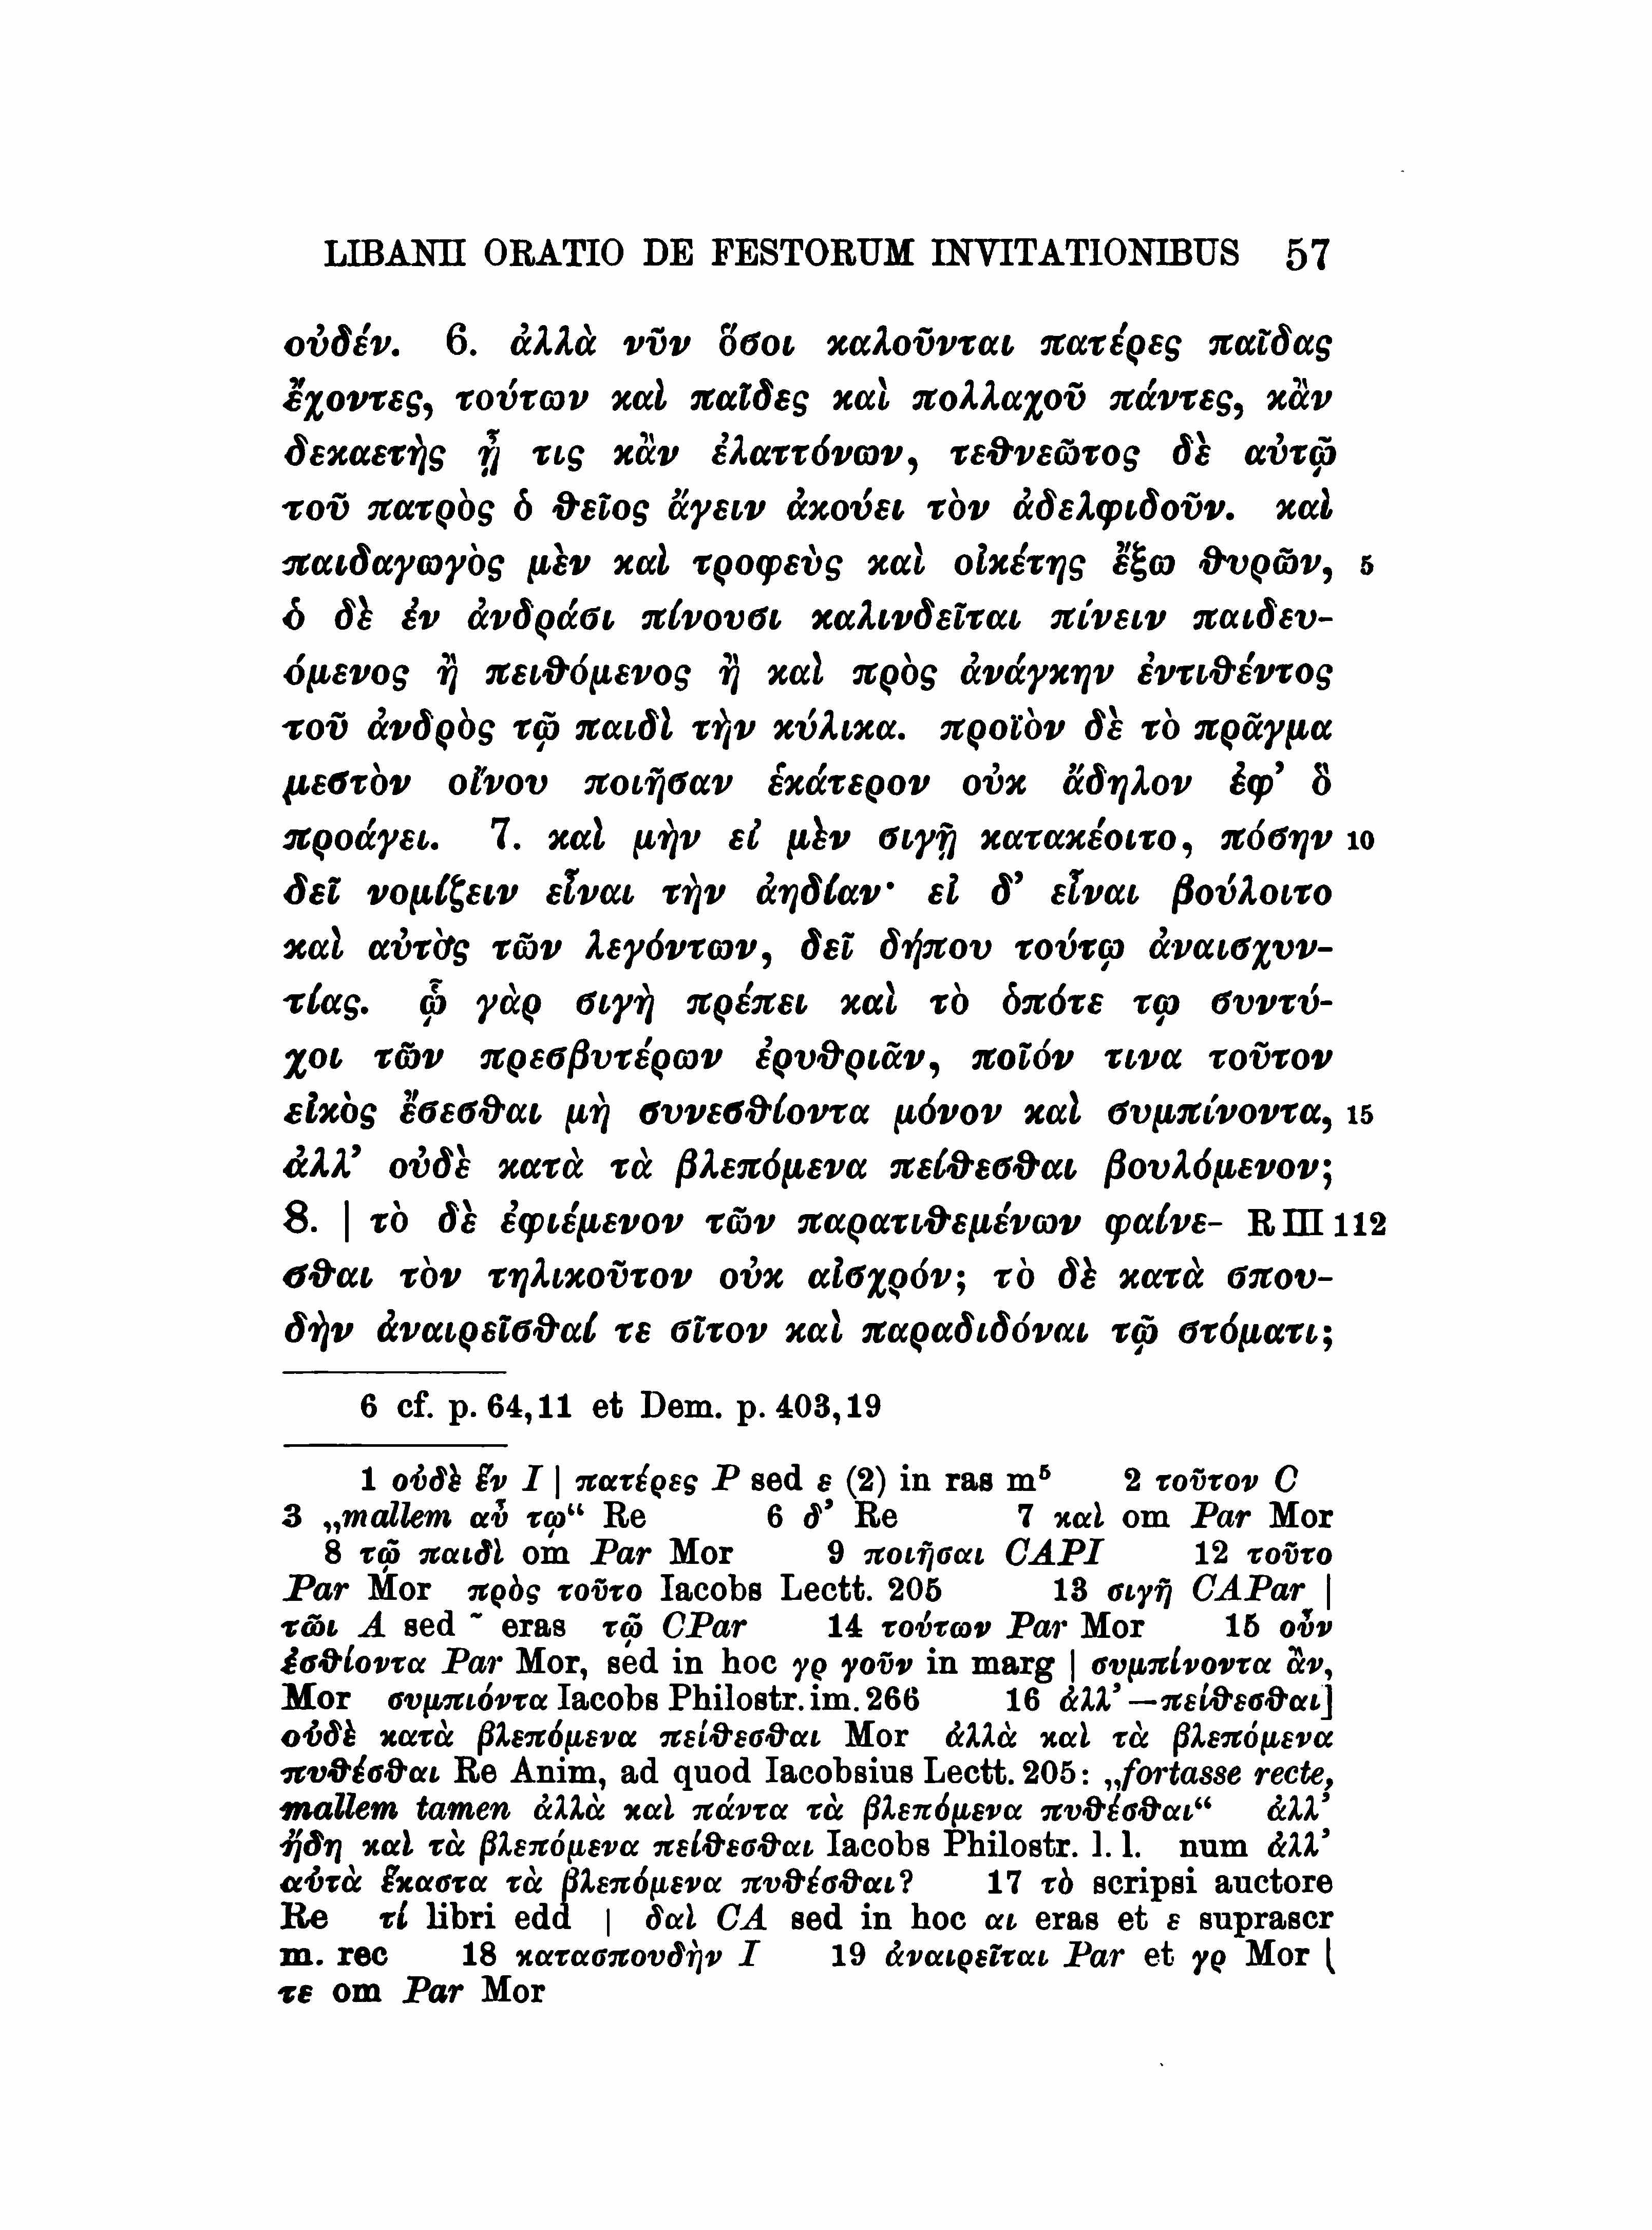 LIBANII ORATIO DE FESTORUM INVITATIONIBUS 57
οὐδέν. 6. ἀλλὰ νῦν ὅσοι καλοῦνται πατέρες παῖδας
ἔχοντες, τούτων καὶ παῖδες καὶ πολλαχοῦ πάντες, κἂν
δεκαετὴς ᾖ τις κἂν ἐλαττόνων, τεθνεῶτος δὲ αὐτῷ
τοῦ πατρὸς ὁ θεῖος ἄγειν ἀκούει τὸν ἀδελφιδοῦν. καὶ
παιδαγωγὸς μὲν καὶ τροφεὺς καὶ οἰκέτης ἔξω θυρῶν, 5
ὁ δὲ ἐν ἀνδράσι πίνουσι καλινδεῖται πίνειν παιδευ-
όμενος ἢ πειθόμενος ἢ καὶ πρὸς ἀνάγκην ἐντιθέντος
τοῦ ἀνδρὸς τῷ παιδὶ τὴν κύλικα. προϊὸν δὲ τὸ πρᾶγμα
μεστὸν οἴνου ποιῆσαν ἑκάτερον οὐκ ἄδηλον ἐφ’ ὃ
προάγει. 7. καὶ μὴν εἰ μὲν σιγῇ κατακέοιτο, πόσην 10
δεῖ νομίζειν εἶναι τὴν ἀηδίαν· εἰ δ’ εἶναι βούλοιτο
καὶ αὐτὸς τῶν λεγόντων, δεῖ δήπου τούτῳ ἀναισχυν-
τίας. ᾧ γὰρ σιγὴ πρέπει καὶ τὸ ὁπότε τῳ συντύ-
χοι τῶν πρεσβυτέρων ἐρυθριᾶν, ποῖόν τινα τοῦτον
εἰκὸς ἔσεσθαι μὴ συνεσθίοντα μόνον καὶ συμπίνοντα, 15
ἀλλ’ οὐδὲ κατὰ τὰ βλεπόμενα πείθεσθαι βουλόμενον;
8. | τὸ δὲ ἐφιέμενον τῶν παρατιθεμένων φαίνε- R III 112
σθαι τὸν τηλικοῦτον οὐκ αἰσχρόν; τὸ δὲ κατὰ σπου-
δὴν ἀναιρεῖσθαί τε σῖτον καὶ παραδιδόναι τῷ στόματι;
6 cf. p. 64,11 et Dem. p. 403,19
1 οὐδὲ ἕν I | πατέρες P sed ε (2) in ras m⁵ 2 τοῦτον C
3 „mallem αὖ τῳ“ Re 6 δ’ Re 7 καὶ om Par Mor
8 τῷ παιδὶ om Par Mor 9 ποιῆσαι CAPI 12 τοῦτο
Par Mor πρὸς τοῦτο Iacobs Lectt. 205 13 σιγῇ CAPar |
τῶι A sed ῀ eras τῷ CPar 14 τούτων Par Mor 15 οὖν
ἐσθίοντα Par Mor, sed in hoc γρ γοῦν in marg | συμπίνοντα ἂν,
Mor συμπιόντα Iacobs Philostr. im. 266 16 ἀλλ’—πείθεσθαι]
οὐδὲ κατὰ βλεπόμενα πείθεσθαι Mor ἀλλὰ καὶ τὰ βλεπόμενα
πυθέσθαι Re Anim, ad quod Iacobsius Lectt. 205: „fortasse recte,
mallem tamen ἀλλὰ καὶ πάντα τὰ βλεπόμενα πυθέσθαι“ ἀλλ’
ἤδη καὶ τὰ βλεπόμενα πείθεσθαι Iacobs Philostr. l. l. num ἀλλ’
αὐτὰ ἕκαστα τὰ βλεπόμενα πυθέσθαι? 17 τὸ scripsi auctore
Re τί libri edd | δαὶ CA sed in hoc αι eras et ε suprascr
m. rec 18 κατασπουδὴν I 19 ἀναιρεῖται Par et γρ Mor |
τε om Par Mor